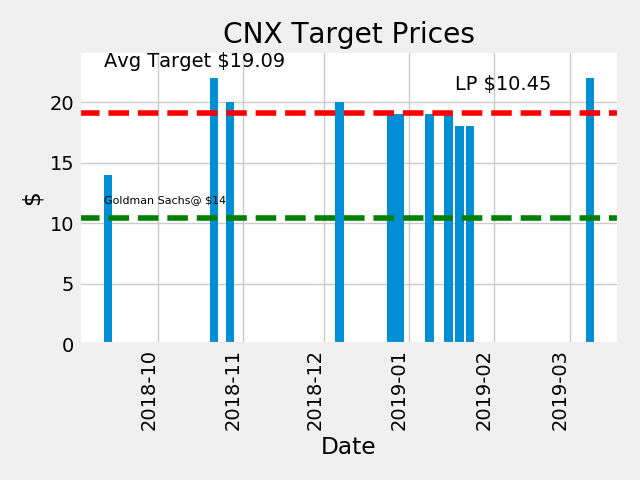 CNX Target Prices
Avg Target $19.09
LP $10.45
Goldman Sachs@ $14
$
20
15
10
5
0
2018-10
2018-11
2018-12
2019-01
2019-02
2019-03
Date